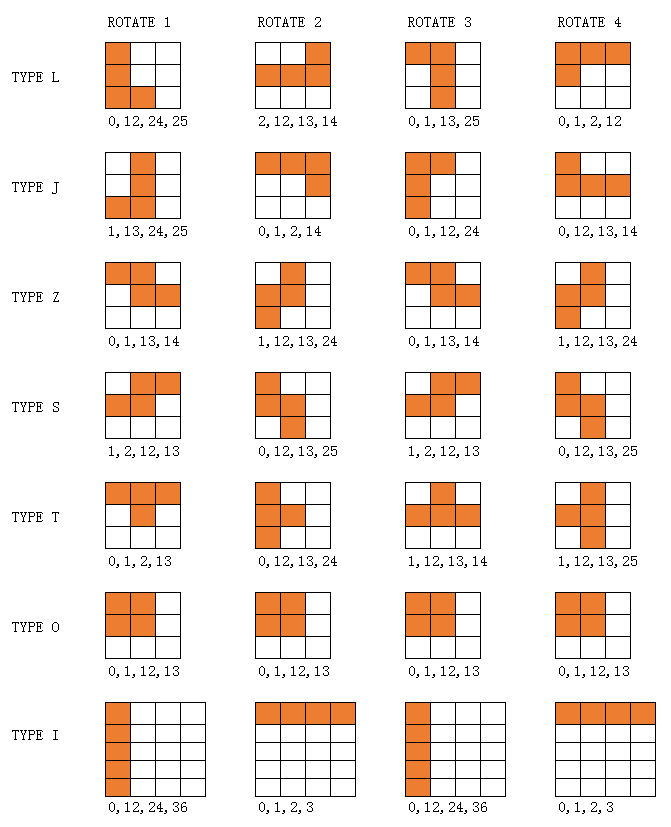 ROTATE 1 ROTATE 2 ROTATE 3 ROTATE 4
TYPE L
0,12,24,25 2,12,13,14 0,1,13,25 0,1,2,12
TYPE J
1,13,24,25 0,1,2,14 0,1,12,24 0,12,13,14
TYPE Z
0,1,13,14 1,12,13,24 0,1,13,14 1,12,13,24
TYPE S
1,2,12,13 0,12,13,25 1,2,12,13 0,12,13,25
TYPE T
0,1,2,13 0,12,13,24 1,12,13,14 1,12,13,25
TYPE O
0,1,12,13 0,1,12,13 0,1,12,13 0,1,12,13
TYPE I
0,12,24,36 0,1,2,3 0,12,24,36 0,1,2,3